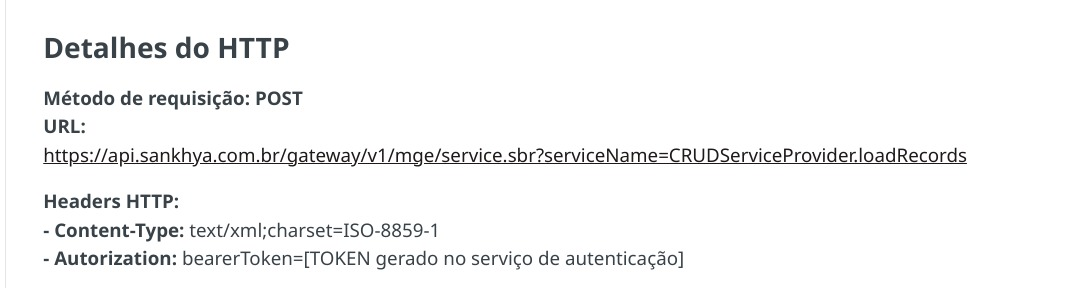 Detalhes do HTTP
Método de requisição: POST
URL:
https://api.sankhya.com.br/gateway/v1/mge/service.sbr?serviceName=CRUDServiceProvider.loadRecords
Headers HTTP:
- Content-Type: text/xml;charset=ISO-8859-1
- Autorization: bearerToken=[TOKEN gerado no serviço de autenticação]